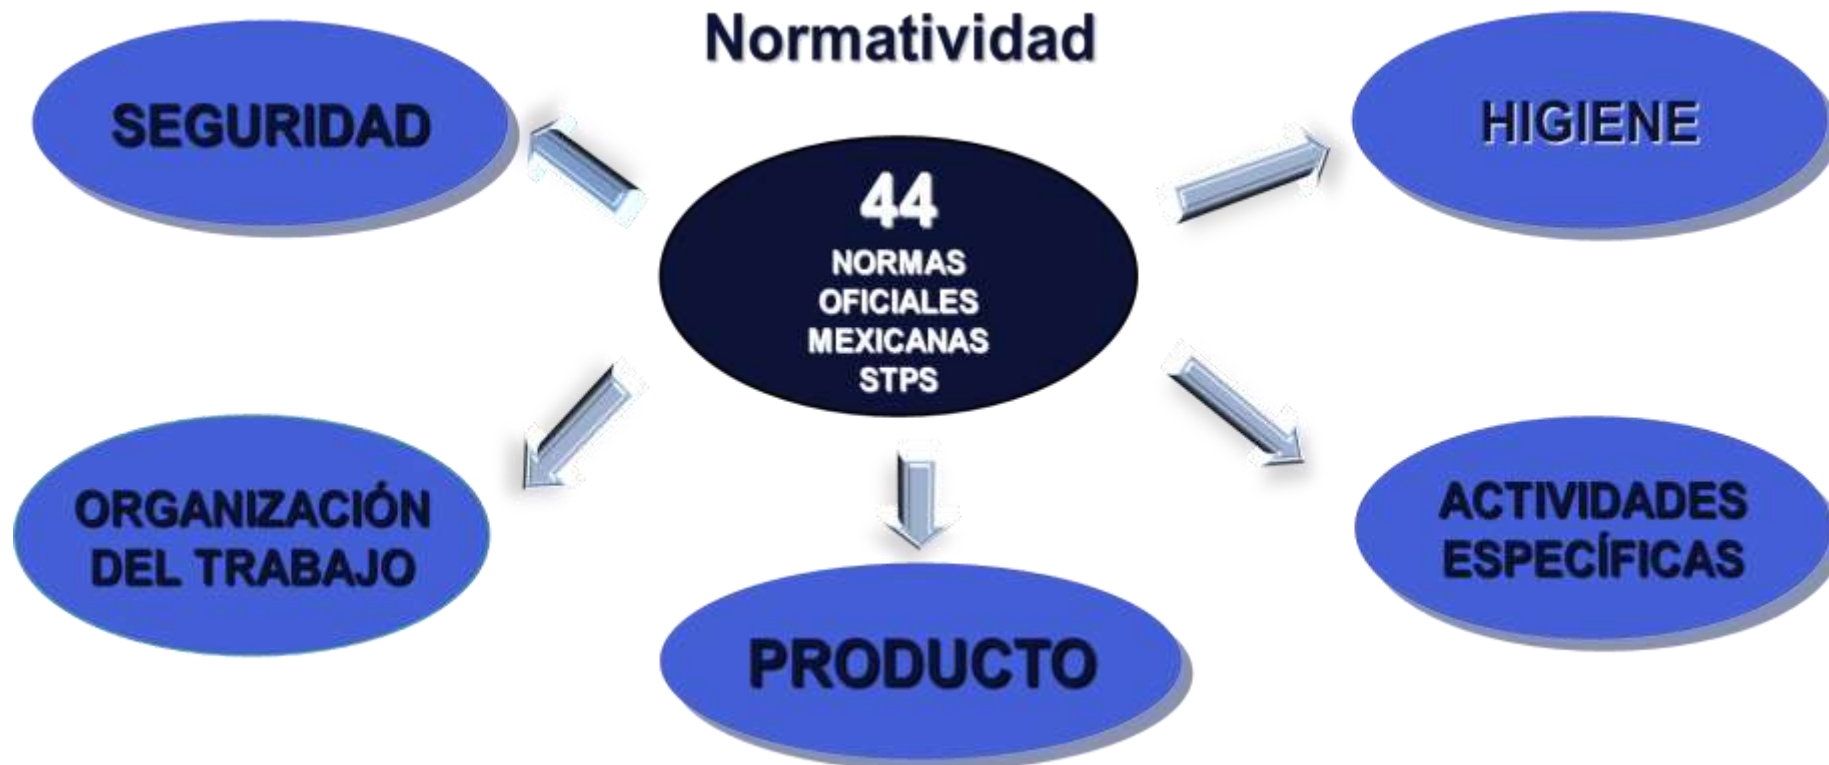 Normatividad
SEGURIDAD
HIGIENE
44
NORMAS
OFICIALES
MEXICANAS
STPS
ORGANIZACIÓN
DEL TRABAJO
PRODUCTO
ACTIVIDADES
ESPECÍFICAS